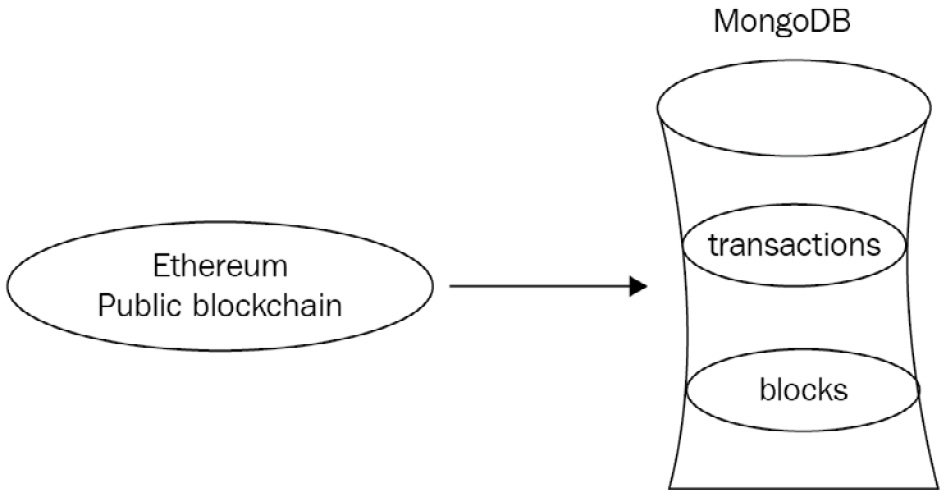 MongoDB
Ethereum
Public blockchain
transactions
blocks